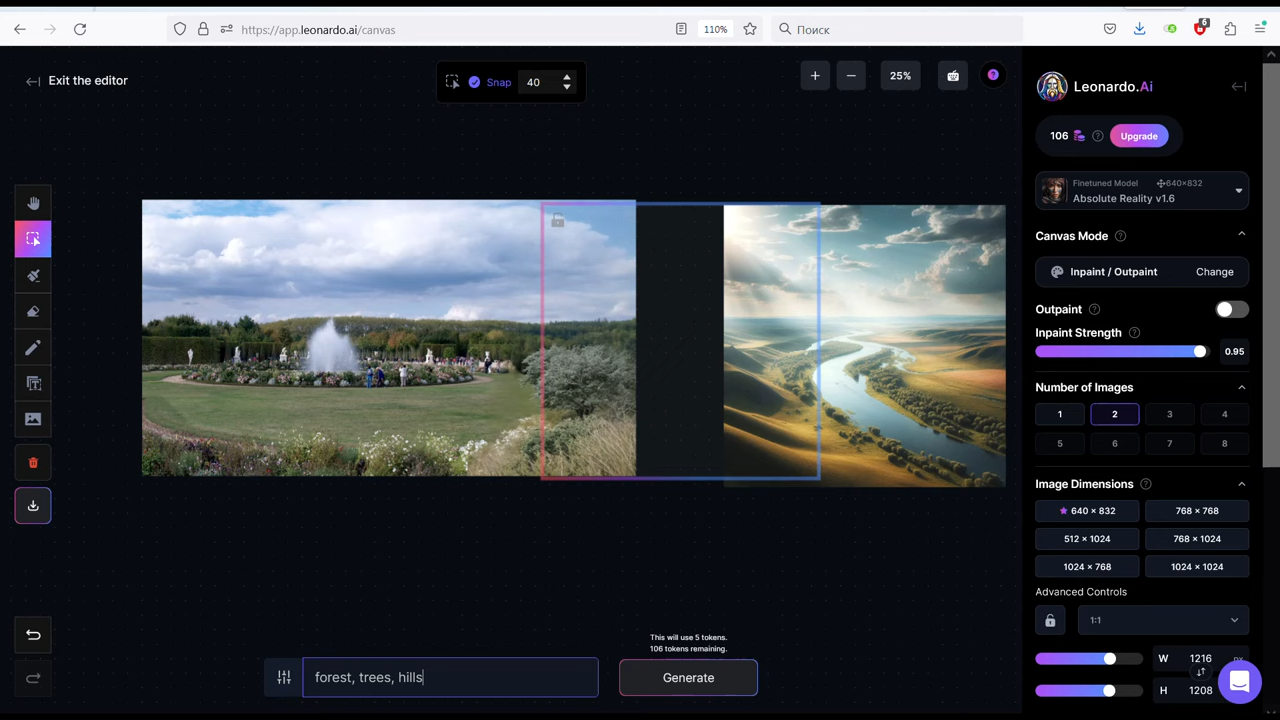 https://app.leonardo.ai/canvas
110%
Поиск
6
Exit the editor
Snap
40
25%
Leonardo.Ai
106
Upgrade
Finetuned Model
640×832
Absolute Reality v1.6
Canvas Mode
Inpaint / Outpaint
Change
Outpaint
Inpaint Strength
0.95
Number of Images
1 2 3 4
5 6 7 8
Image Dimensions
640 × 832
768 × 768
512 × 1024
768 × 1024
1024 × 768
1024 × 1024
Advanced Controls
1:1
W 1216 px
H 1208
This will use 5 tokens.
106 tokens remaining.
forest, trees, hills
Generate